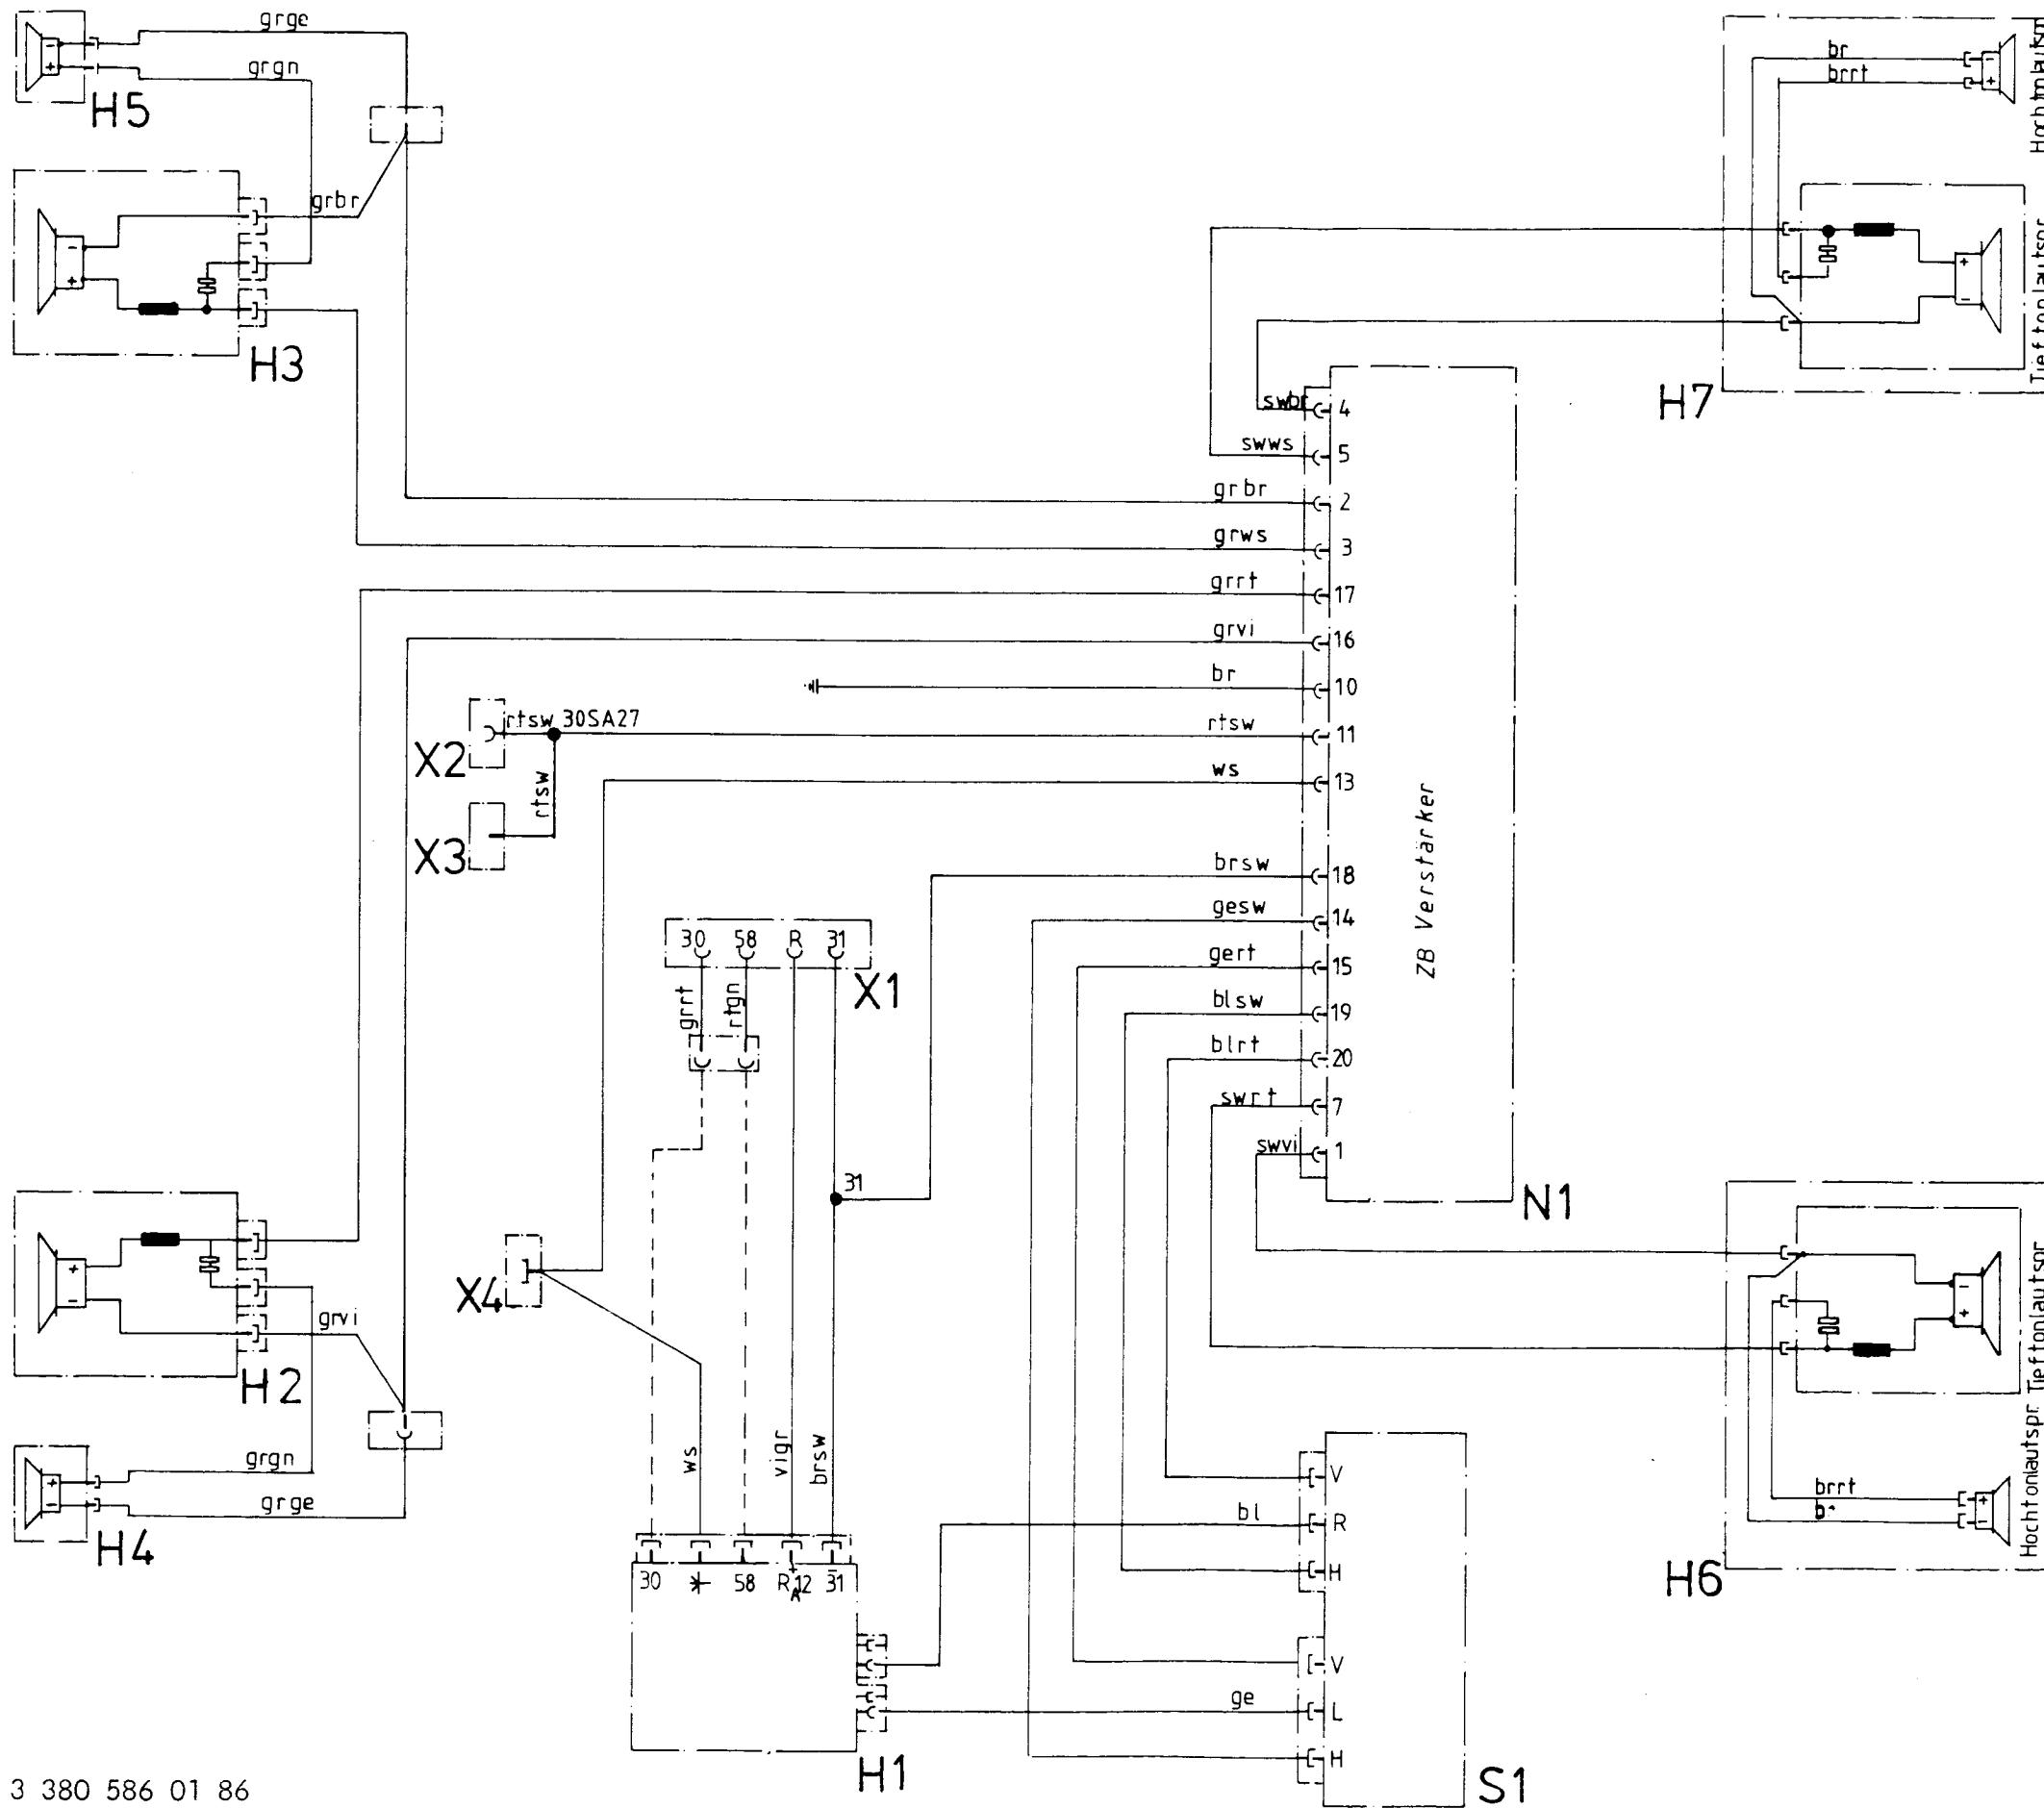 grge
grgn
H5
grbr
H3
br
brrt
Hochtonlautspr.
Tieftonlautspr.
H7
swbr 4
swws 5
grbr 2
grws 3
grrt 17
grvi 16
br 10
X2 rtsw 30SA27 rtsw 11
rtsw
X3
ws 13
brsw 18
gesw 14
gert 15
blsw 19
blrt 20
swrt 7
swvi 1
ZB Verstärker
N1
30 58 R 31
X1
grrt rtgn
31
X4
grvi
H2
grgn
grge
H4
ws vigr brsw
30 58 R +12 31
A
H1
V
bl R
H
V
ge L
H
S1
Tieftonlautspr.
Hochtonlautspr.
brrt
H6
3 380 586 01 86